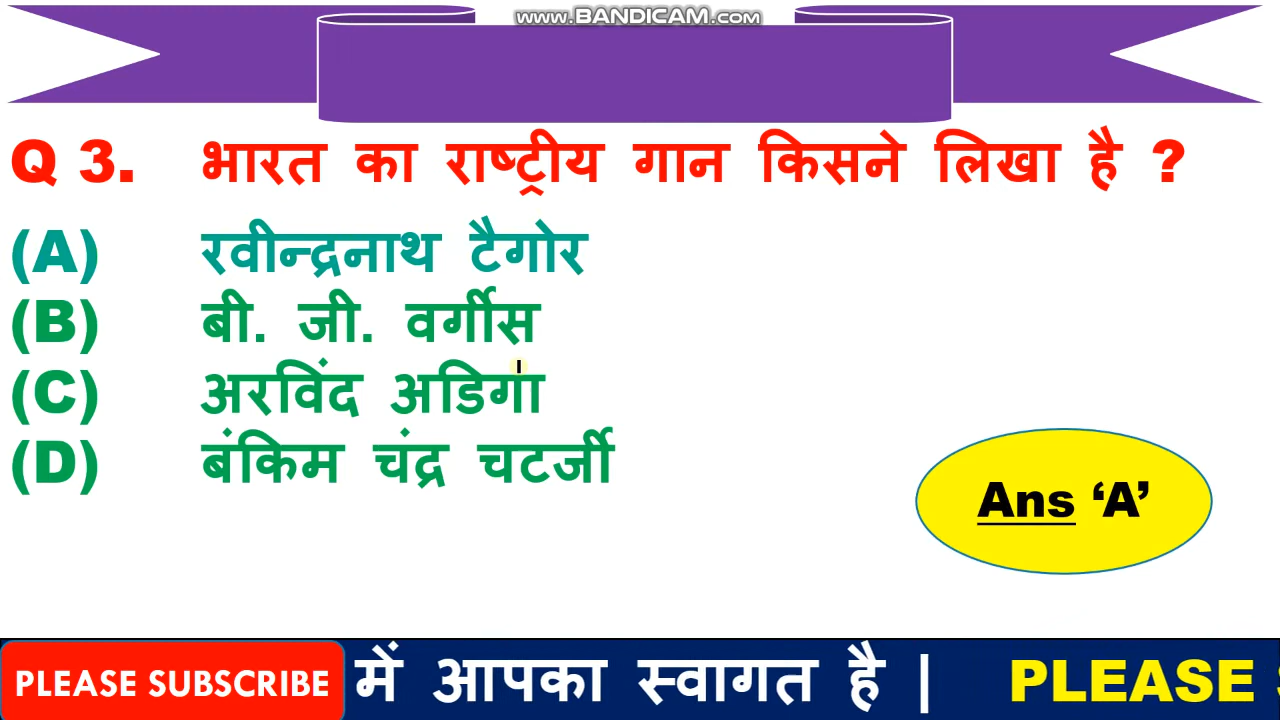 www.BANDICAM.com
Q 3. भारत का राष्ट्रीय गान किसने लिखा है ?
(A) रवीन्द्रनाथ टैगोर
(B) बी. जी. वर्गीस
(C) अरविंद अडिगा
(D) बंकिम चंद्र चटर्जी
Ans ‘A’
PLEASE SUBSCRIBE में आपका स्वागत है | PLEASE